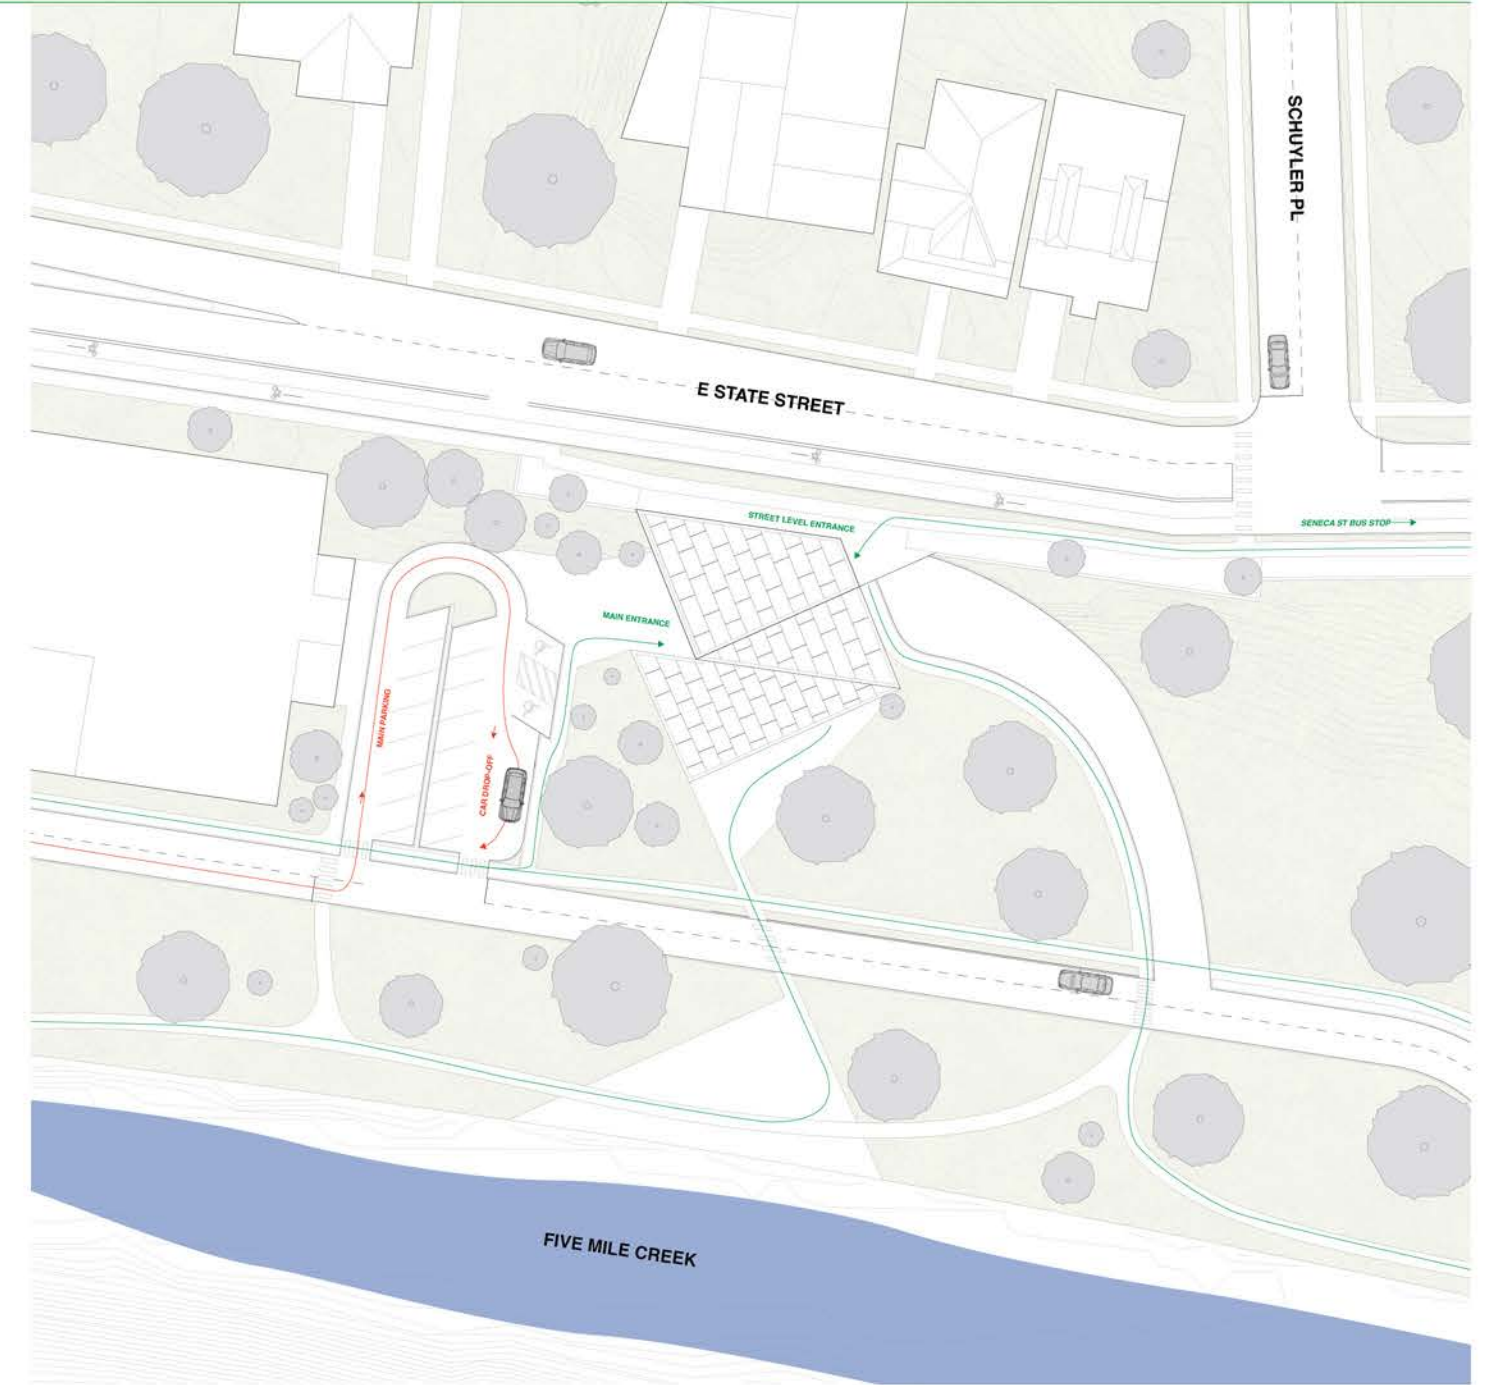 SCHUYLER PL
E STATE STREET
STREET LEVEL ENTRANCE
SENECA ST BUS STOP
MAIN ENTRANCE
MAIN PARKING
CAR DROP-OFF
FIVE MILE CREEK